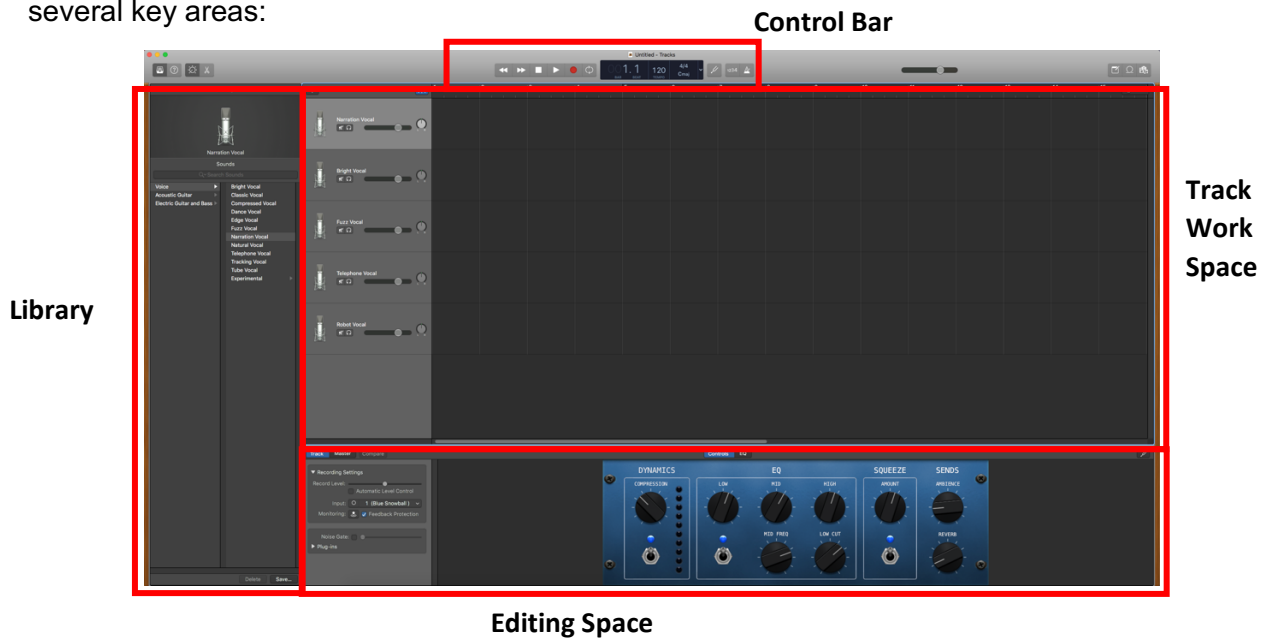 several key areas:
Control Bar
Untitled - Tracks
1.1
120
4/4
Cmaj
Narration Vocal
Sounds
Search Sounds
Voice
Acoustic Guitar
Electric Guitar and Bass
Bright Vocal
Classic Vocal
Compressed Vocal
Dance Vocal
Edge Vocal
Fuzz Vocal
Narration Vocal
Natural Vocal
Telephone Vocal
Tracking Vocal
Tube Vocal
Experimental
Narration Vocal
Bright Vocal
Fuzz Vocal
Telephone Vocal
Robot Vocal
Track
Work
Space
Library
Track Master Compare
Controls EQ
Recording Settings
Record Level:
Automatic Level Control
Input: 1 (Blue Snowball)
Monitoring: Feedback Protection
Noise Gate:
Plug-ins
DYNAMICS EQ SQUEEZE SENDS
COMPRESSION LOW MID HIGH AMOUNT AMBIENCE
MID FREQ LOW CUT REVERB
Delete Save...
Editing Space